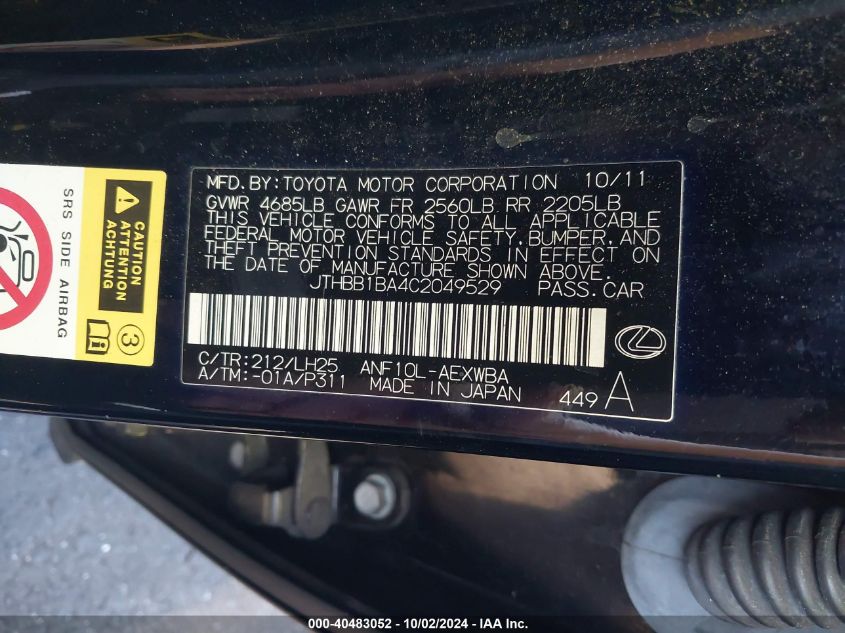 MFD. BY: TOYOTA MOTOR CORPORATION 10/11
GVWR 4685LB GAWR FR 2560LB RR 2205LB
THIS VEHICLE CONFORMS TO ALL APPLICABLE
FEDERAL MOTOR VEHICLE SAFETY, BUMPER, AND
THEFT PREVENTION STANDARDS IN EFFECT ON
THE DATE OF MANUFACTURE SHOWN ABOVE.
JTHBB1BA4C2049529 PASS. CAR
C/TR: 212/LH25 ANF10L-AEXWBA
A/TM: -01A/P311 MADE IN JAPAN
449 A
SRS SIDE AIRBAG
CAUTION
ATTENTION
ACHTUNG
3
000-40483052 - 10/02/2024 - IAA Inc.